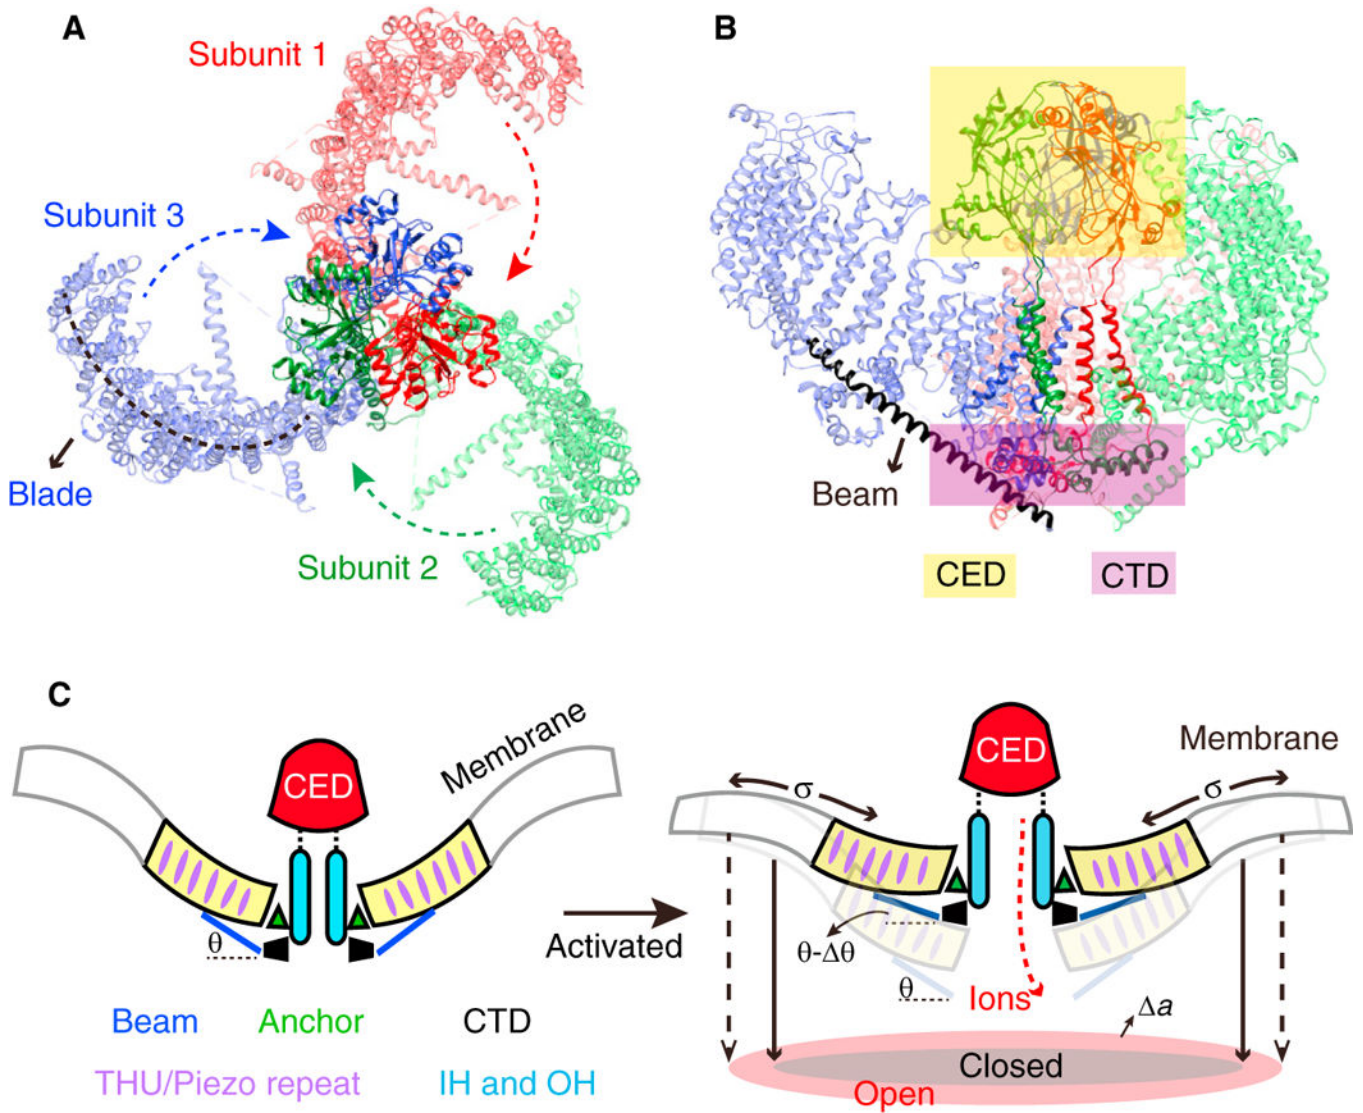 A
Subunit 1
Subunit 3
Blade
Subunit 2
B
Beam
CED
CTD
C
CED
Membrane
θ
Activated
Beam
Anchor
CTD
THU/Piezo repeat
IH and OH
CED
Membrane
σ
σ
θ-Δθ
θ
Ions
Δa
Closed
Open